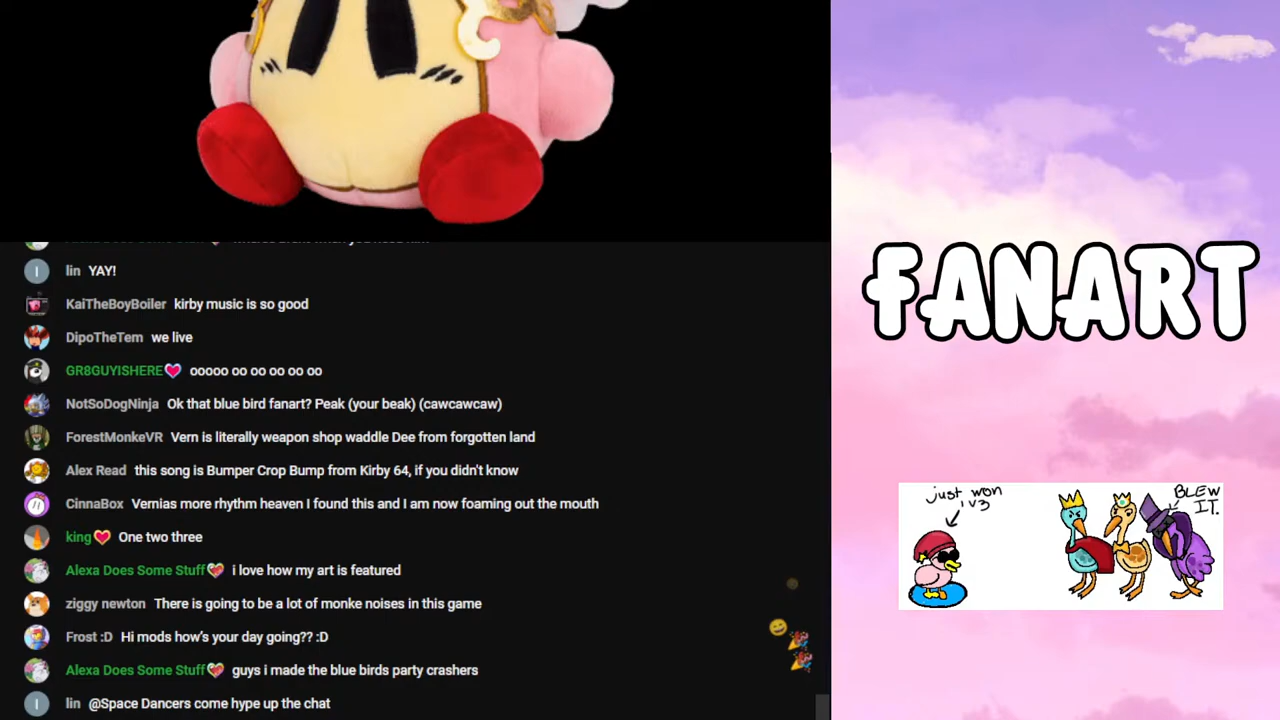 lin YAY!
KaiTheBoyBoiler kirby music is so good
DipoTheTem we live
GR8GUYISHERE ooooo oo oo oo oo oo
NotSoDogNinja Ok that blue bird fanart? Peak (your beak) (cawcawcaw)
ForestMonkeVR Vern is literally weapon shop waddle Dee from forgotten land
Alex Read this song is Bumper Crop Bump from Kirby 64, if you didn't know
CinnaBox Vernias more rhythm heaven I found this and I am now foaming out the mouth
king One two three
Alexa Does Some Stuff i love how my art is featured
ziggy newton There is going to be a lot of monke noises in this game
Frost :D Hi mods how's your day going?? :D
Alexa Does Some Stuff guys i made the blue birds party crashers
lin @Space Dancers come hype up the chat
FANART
just won
1v3
BLEW
IT.